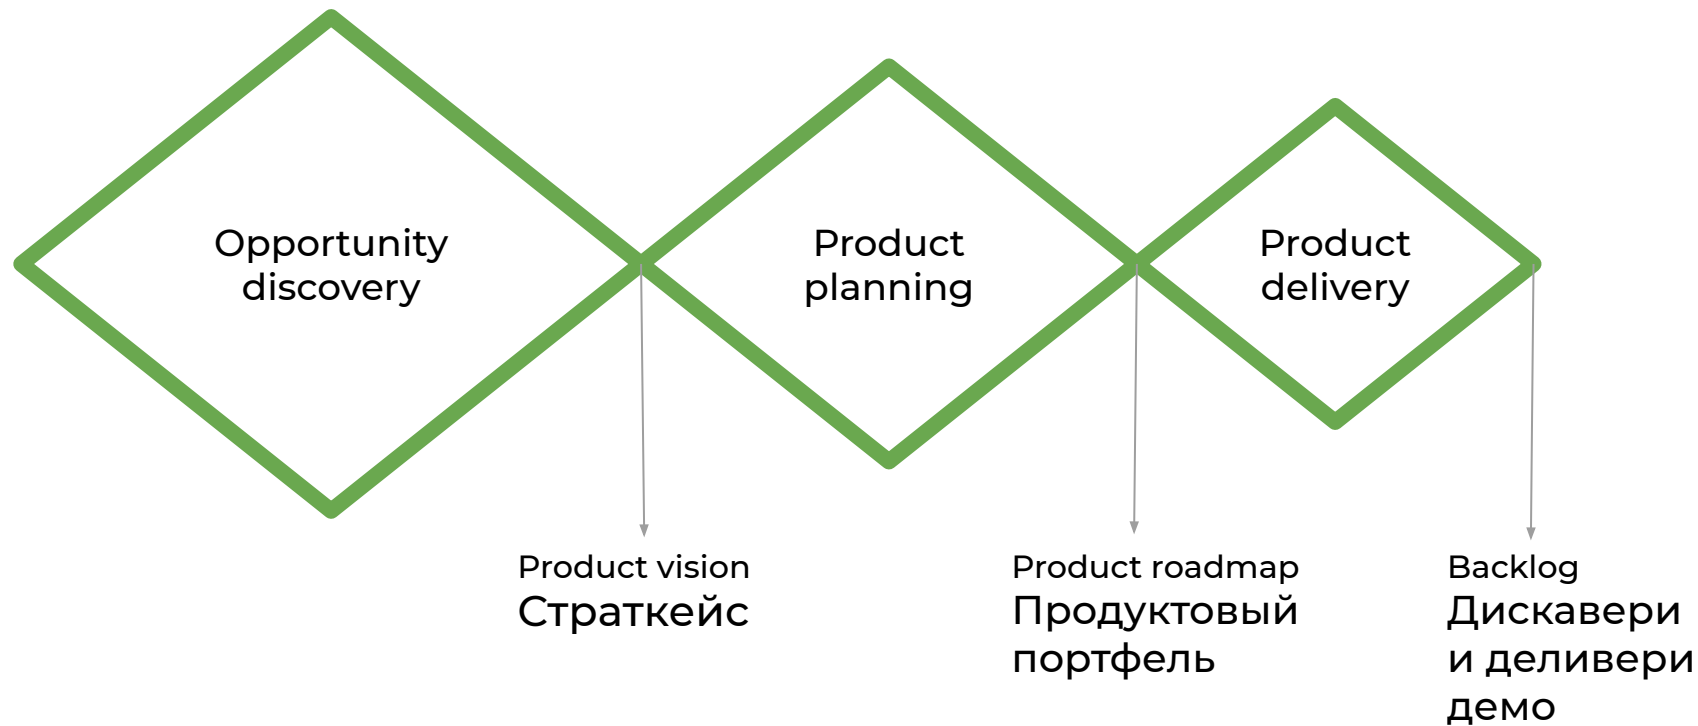 Opportunity
discovery
Product
planning
Product
delivery
Product vision
Страткейс
Product roadmap
Продуктовый
портфель
Backlog
Дискавери
и деливери
демо